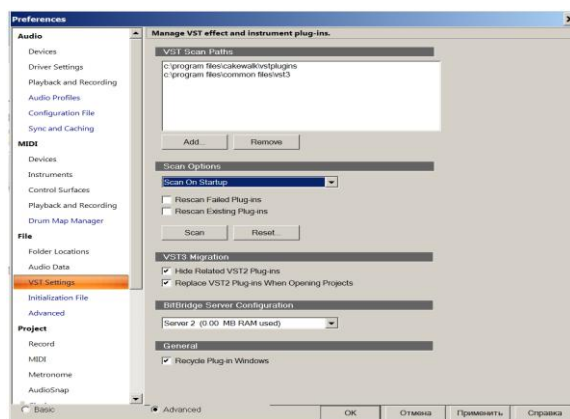 Preferences
Audio
Devices
Driver Settings
Playback and Recording
Audio Profiles
Configuration File
Sync and Caching
MIDI
Devices
Instruments
Control Surfaces
Playback and Recording
Drum Map Manager
File
Folder Locations
Audio Data
VST Settings
Initialization File
Advanced
Project
Record
MIDI
Metronome
AudioSnap
Basic
Manage VST effect and instrument plug-ins.
VST Scan Paths
c:\program files\cakewalk\vstplugins
c:\program files\common files\vst3
Add...
Remove
Scan Options
Scan On Startup
Rescan Failed Plug-ins
Rescan Existing Plug-ins
Scan
Reset...
VST3 Migration
Hide Related VST2 Plug-ins
Replace VST2 Plug-ins When Opening Projects
BitBridge Server Configuration
Server 2 (0.00 MB RAM used)
General
Recycle Plug-in Windows
Advanced
OK
Отмена
Применить
Справка